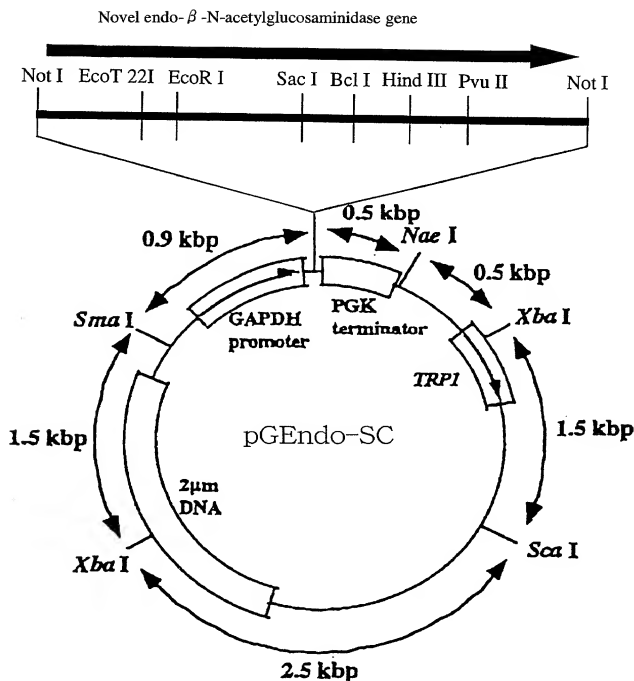 Novel endo-β-N-acetylglucosaminidase gene
Not I EcoT 22I EcoR I Sac I Bcl I Hind III Pvu II Not I
0.5 kbp
0.9 kbp
Nae I
0.5 kbp
Sma I
GAPDH
promoter
PGK
terminator
Xba I
TRP1
1.5 kbp
pGEndo-SC
1.5 kbp
2μm
DNA
Xba I
Sca I
2.5 kbp